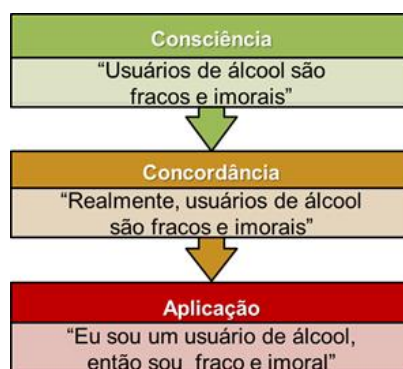 Consciência
“Usuários de álcool são
fracos e imorais”
Concordância
“Realmente, usuários de álcool
são fracos e imorais”
Aplicação
“Eu sou um usuário de álcool,
então sou fraco e imoral”